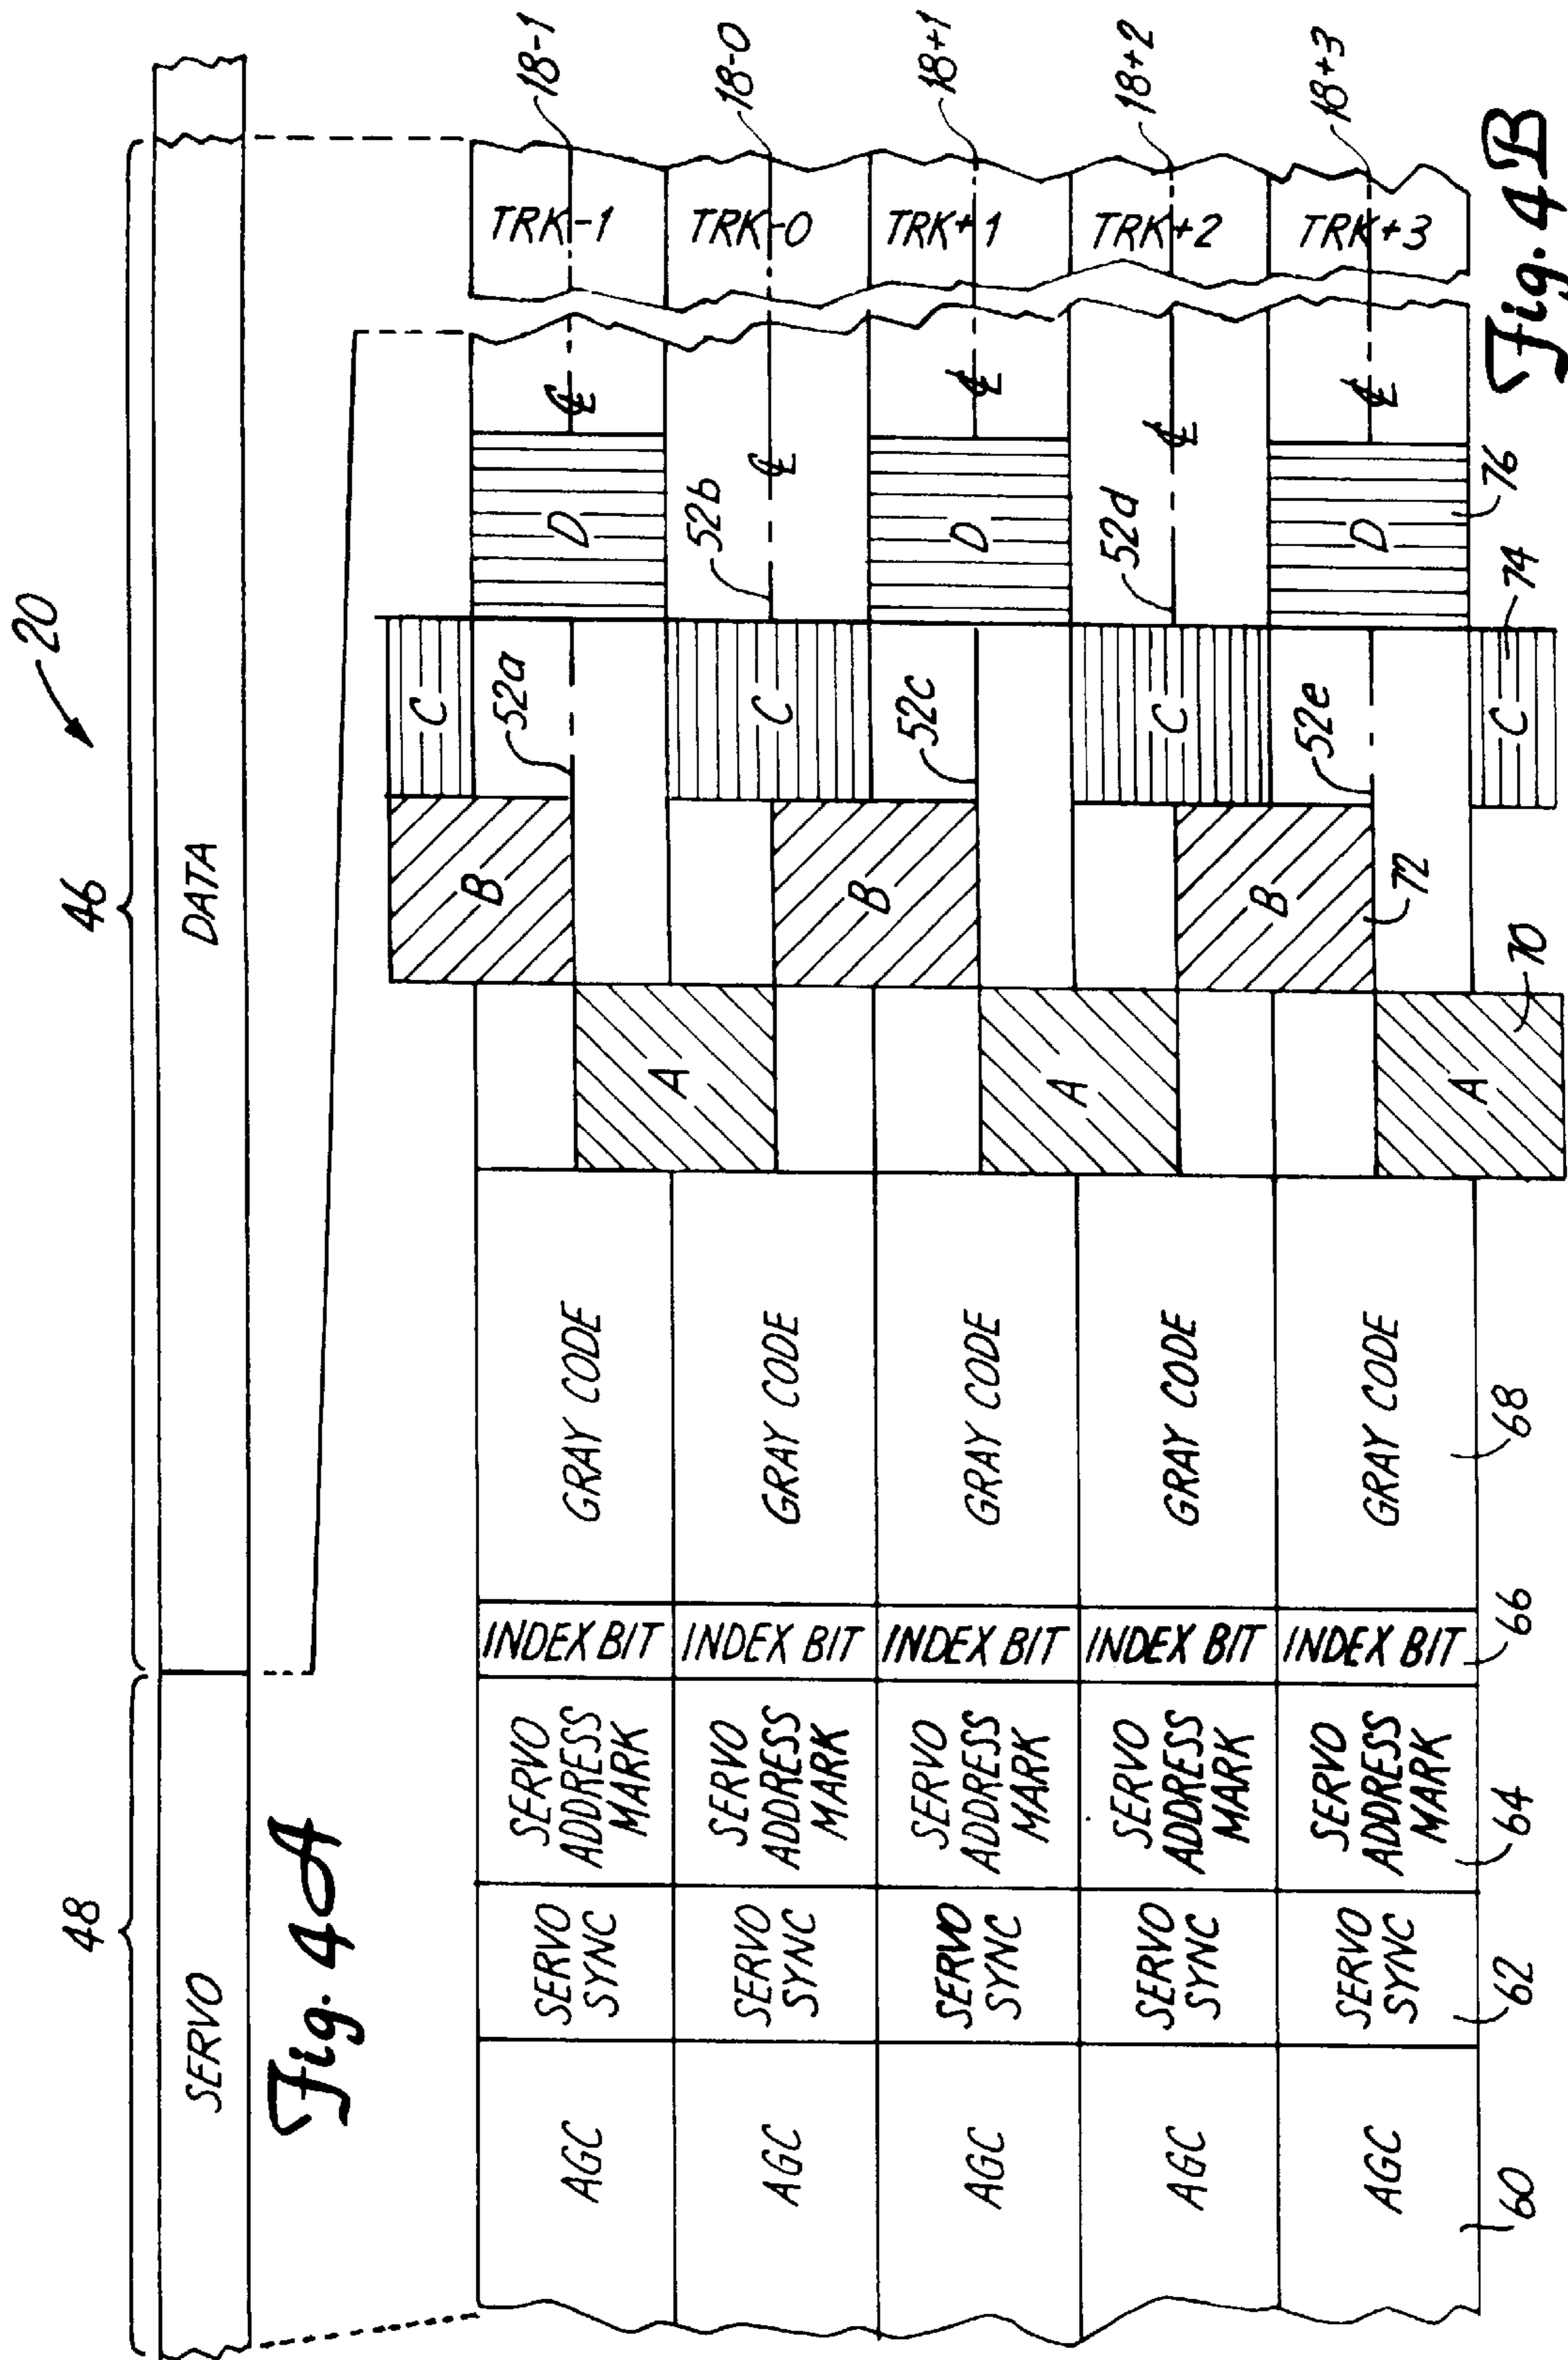 20
48
46
SERVO
DATA
Fig. 4A
AGC
SERVO SYNC
SERVO ADDRESS MARK
INDEX BIT
GRAY CODE
B
C
52a
D
℄
TRK-1
18-1
AGC
SERVO SYNC
SERVO ADDRESS MARK
INDEX BIT
GRAY CODE
A
C
52b
℄
TRK-0
18-0
AGC
SERVO SYNC
SERVO ADDRESS MARK
INDEX BIT
GRAY CODE
B
52c
D
℄
TRK+1
18+1
AGC
SERVO SYNC
SERVO ADDRESS MARK
INDEX BIT
GRAY CODE
A
C
52d
℄
TRK+2
18+2
AGC
SERVO SYNC
SERVO ADDRESS MARK
INDEX BIT
GRAY CODE
B
52e
D
℄
TRK+3
18+3
A
C
60
62
64
66
68
70
72
74
76
Fig. 4B